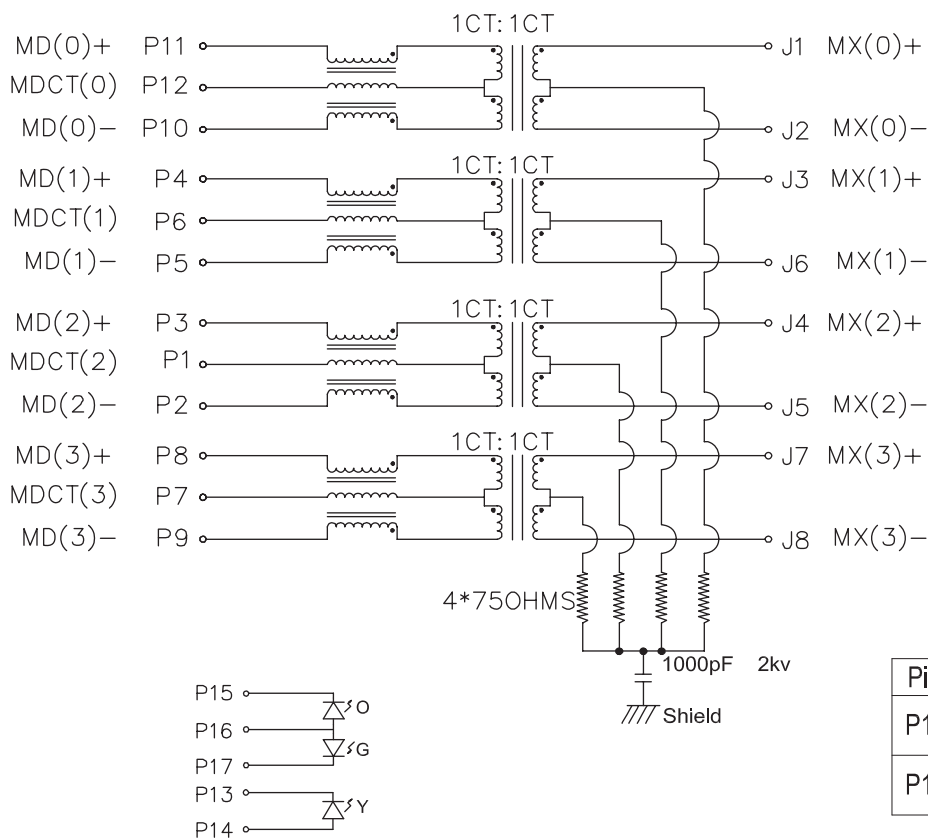 1CT:1CT
MD(0)+ P11 J1 MX(0)+
MDCT(0) P12
MD(0)- P10 J2 MX(0)-
1CT:1CT
MD(1)+ P4 J3 MX(1)+
MDCT(1) P6
MD(1)- P5 J6 MX(1)-
1CT:1CT
MD(2)+ P3 J4 MX(2)+
MDCT(2) P1
MD(2)- P2 J5 MX(2)-
1CT:1CT
MD(3)+ P8 J7 MX(3)+
MDCT(3) P7
MD(3)- P9 J8 MX(3)-
4*75OHMS
1000pF 2kv
Shield
P15
O
P16
G
P17
P13
Y
P14
Pi
P1
P1